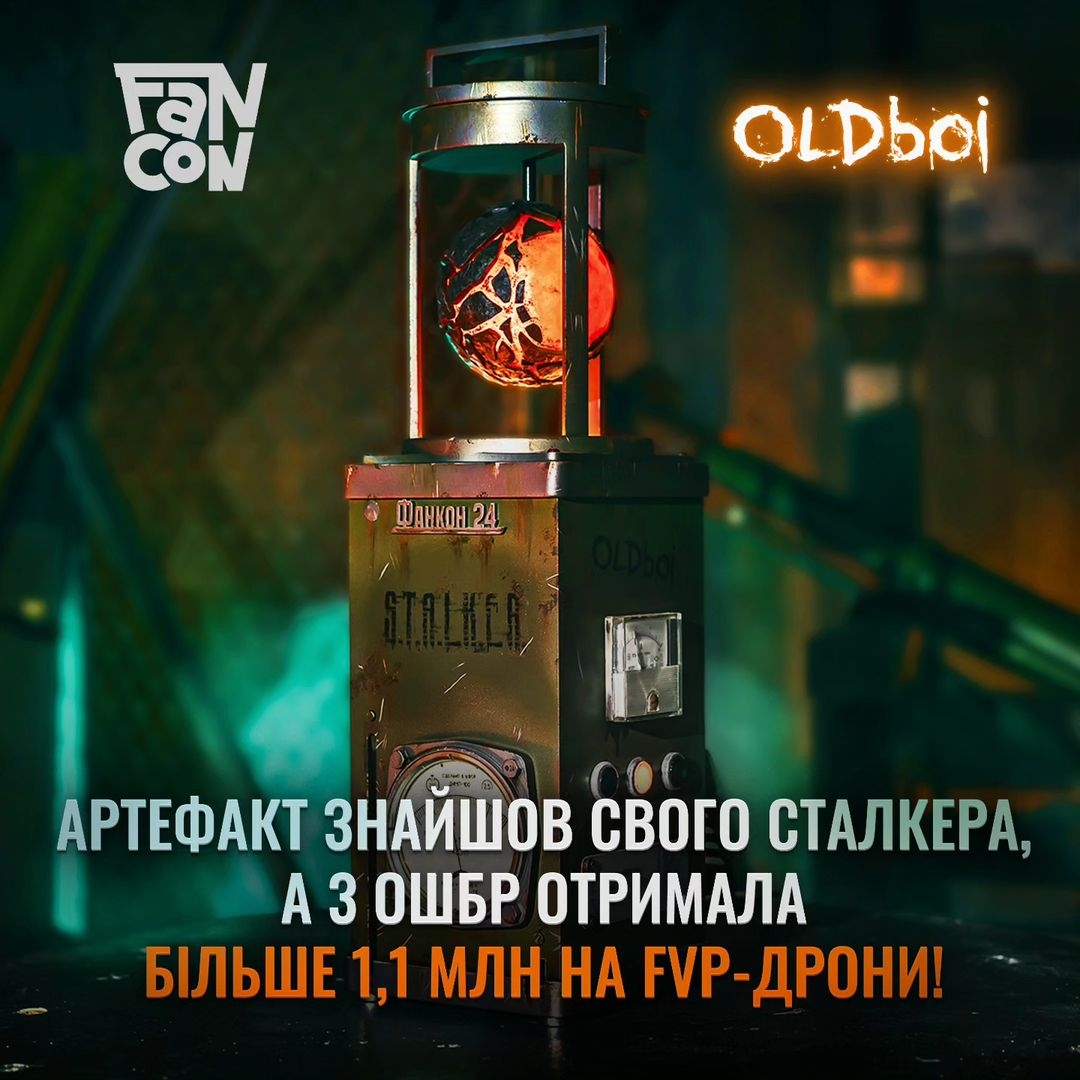 FaN
CON
OLDboi
Фанкон 24
OLDboi
S.T.A.L.K.E.R
АРТЕФАКТ ЗНАЙШОВ СВОГО СТАЛКЕРА,
А 3 ОШБР ОТРИМАЛА
БІЛЬШЕ 1,1 МЛН НА FVP-ДРОНИ!